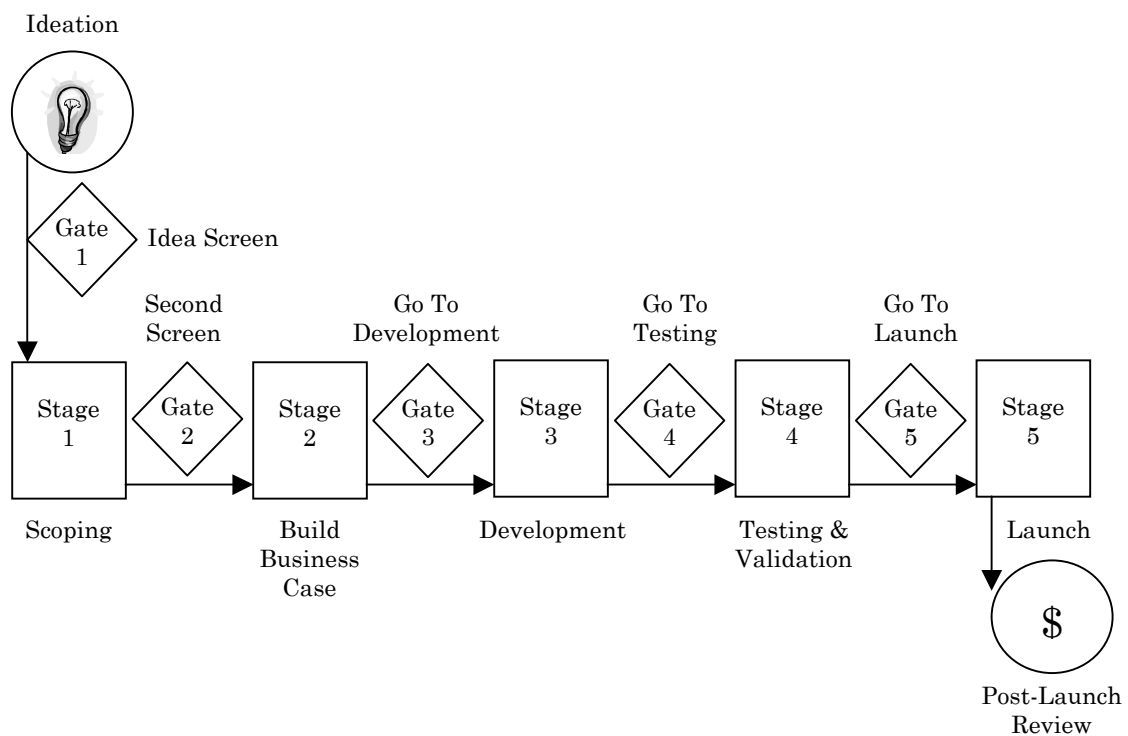 Ideation
Gate
1
Idea Screen
Second
Screen
Go To
Development
Go To
Testing
Go To
Launch
Stage
1
Gate
2
Stage
2
Gate
3
Stage
3
Gate
4
Stage
4
Gate
5
Stage
5
Scoping
Build
Business
Case
Development
Testing &
Validation
Launch
$
Post-Launch
Review